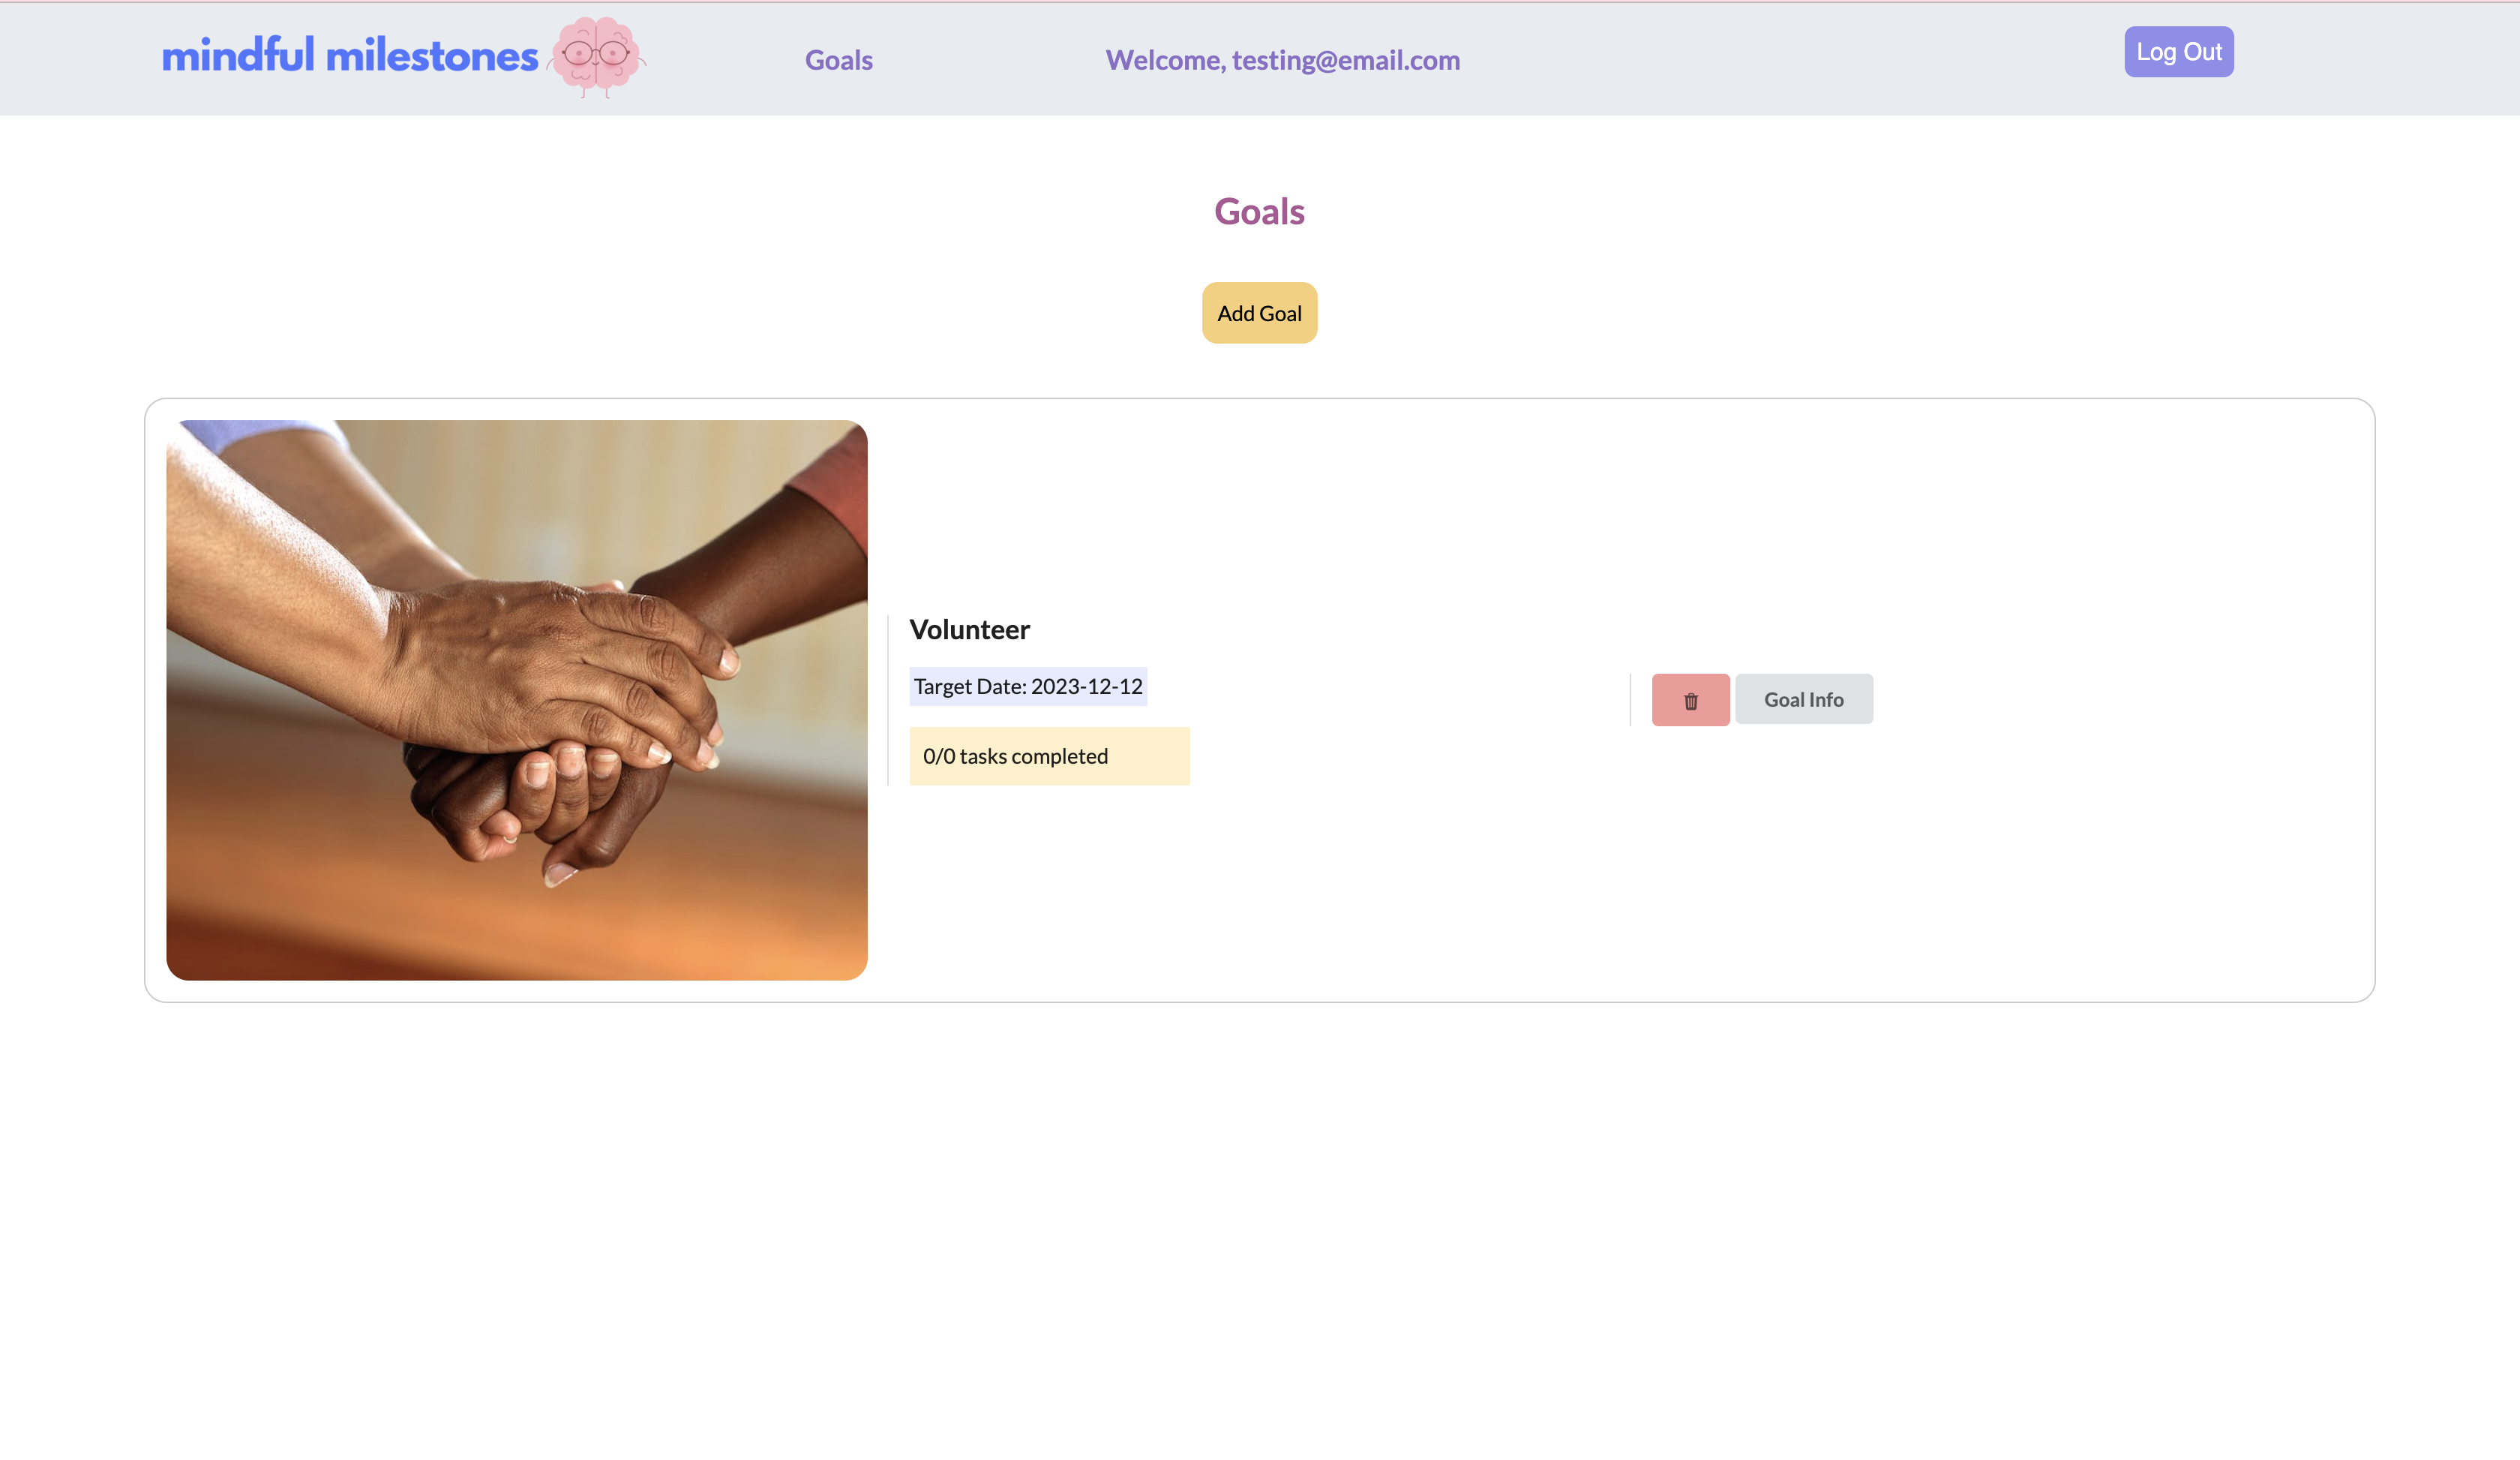 mindful milestones
Goals
Welcome, testing@email.com
Log Out
Goals
Add Goal
Volunteer
Target Date: 2023-12-12
0/0 tasks completed
Goal Info